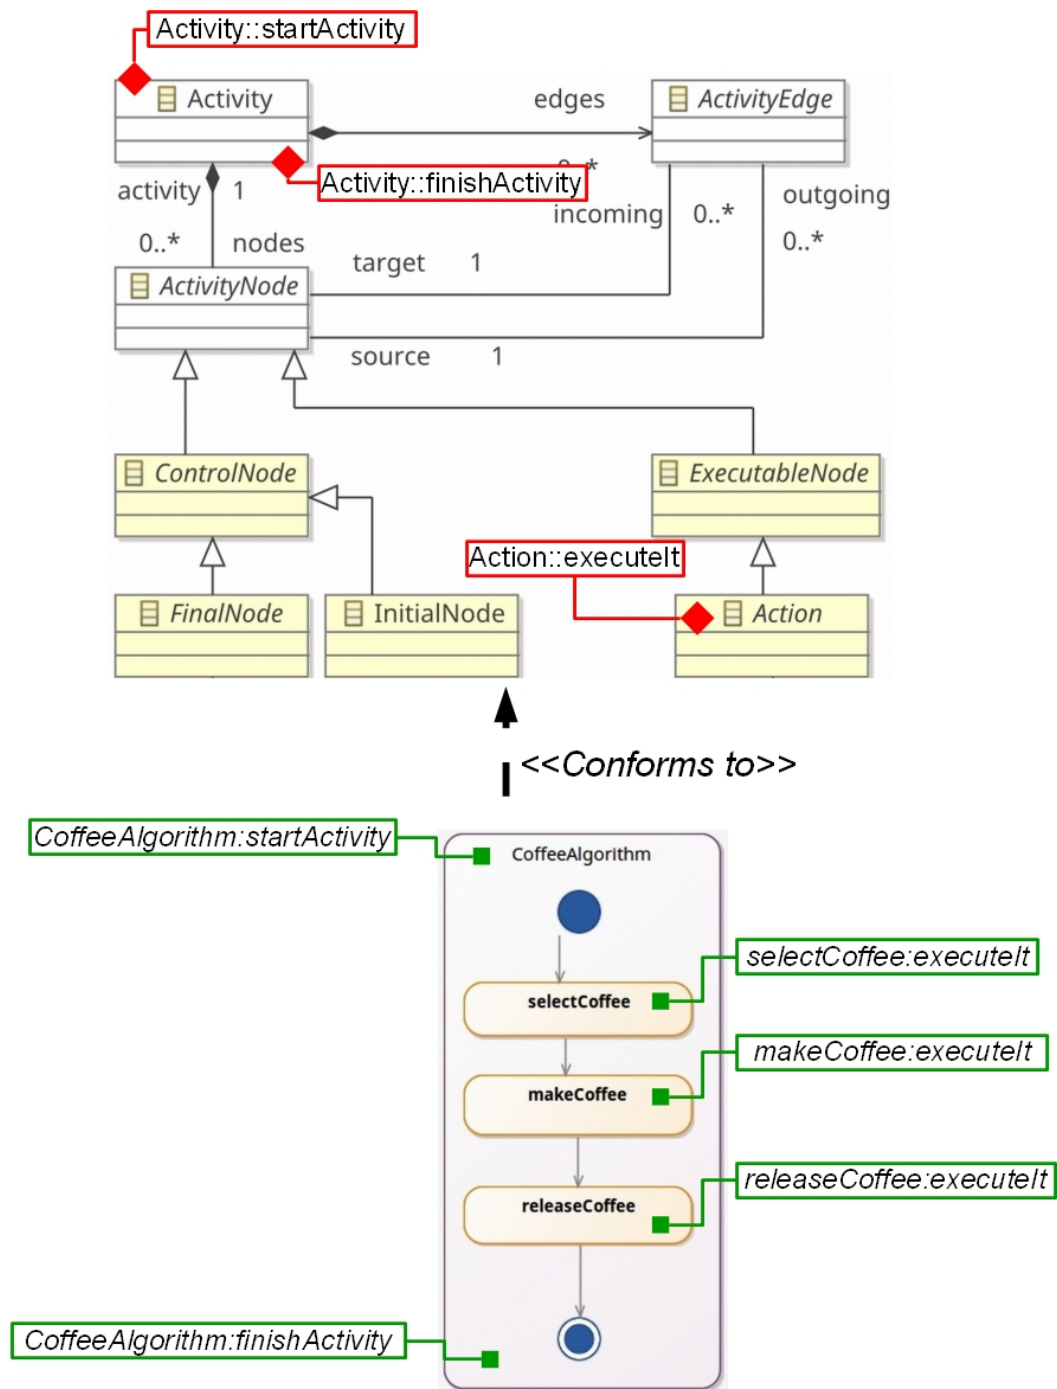 Activity::startActivity
Activity
edges
ActivityEdge
0..*
Activity::finishActivity
activity 1
outgoing
incoming 0..*
0..*
0..* nodes
target 1
ActivityNode
source 1
ControlNode
ExecutableNode
Action::executeIt
FinalNode
InitialNode
Action
<<Conforms to>>
CoffeeAlgorithm:startActivity
CoffeeAlgorithm
selectCoffee:executeIt
selectCoffee
makeCoffee:executeIt
makeCoffee
releaseCoffee:executeIt
releaseCoffee
CoffeeAlgorithm:finishActivity